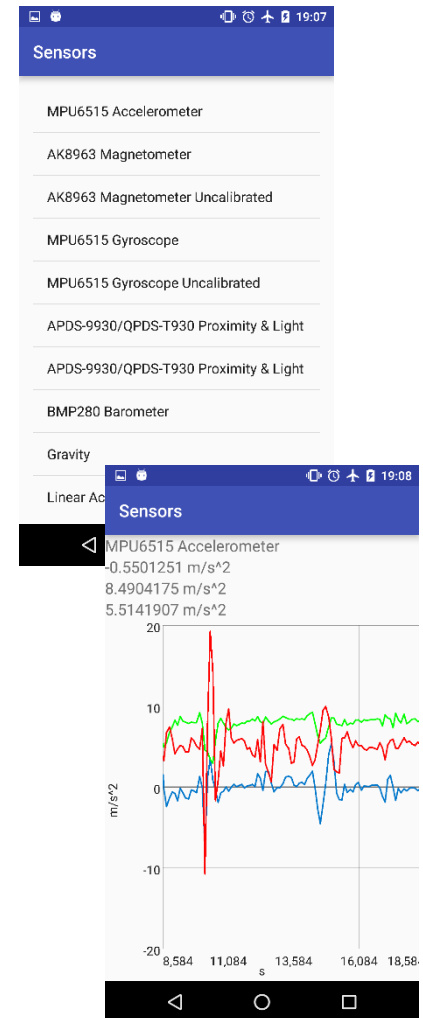 19:07
Sensors
MPU6515 Accelerometer
AK8963 Magnetometer
AK8963 Magnetometer Uncalibrated
MPU6515 Gyroscope
MPU6515 Gyroscope Uncalibrated
APDS-9930/QPDS-T930 Proximity & Light
APDS-9930/QPDS-T930 Proximity & Light
BMP280 Barometer
Gravity
Linear Ac
19:08
Sensors
MPU6515 Accelerometer
-0.5501251 m/s^2
8.4904175 m/s^2
5.5141907 m/s^2
20
10
0
-10
-20
m/s^2
8,584 11,084 13,584 16,084 18,58
s